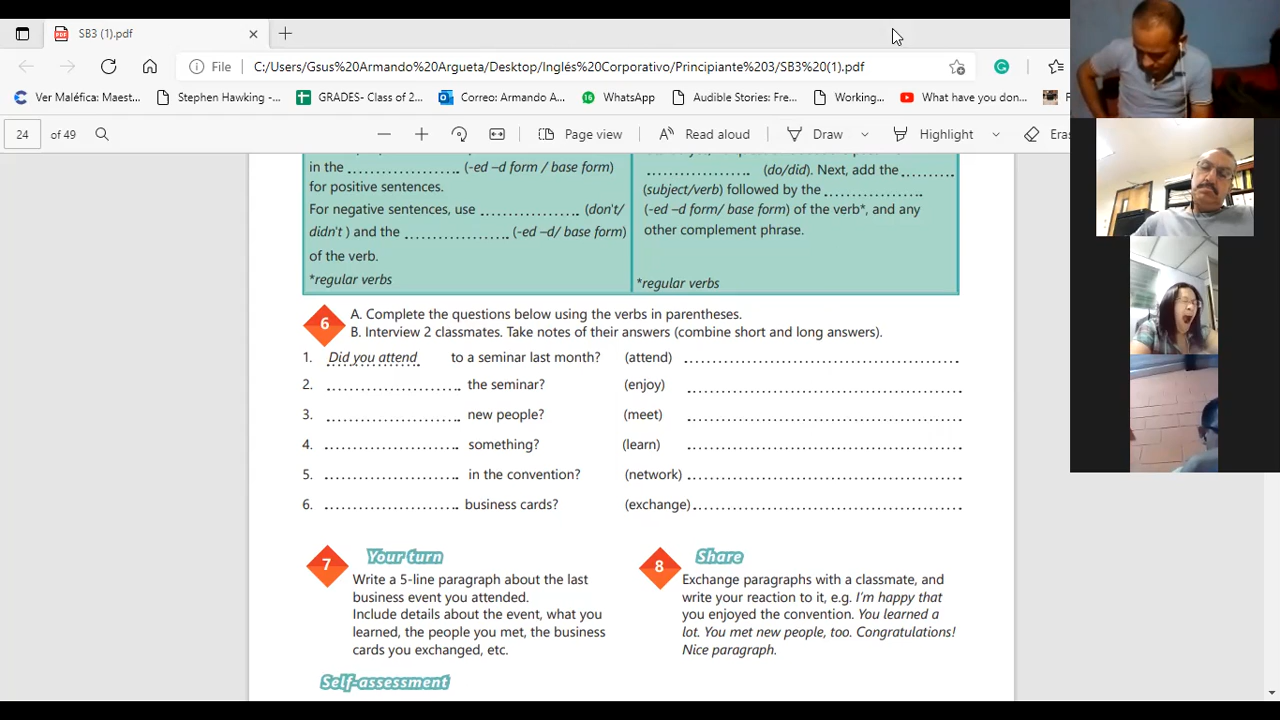 SB3 (1).pdf
File C:/Users/Gsus%20Armando%20Argueta/Desktop/Inglés%20Corporativo/Principiante%203/SB3%20(1).pdf
Ver Maléfica: Maest... Stephen Hawking -... GRADES- Class of 2... Correo: Armando A... 16 WhatsApp Audible Stories: Fre... Working... What have you don...
24 of 49 Page view Read aloud Draw Highlight Eras
in the ........................ (-ed –d form / base form)
for positive sentences.
For negative sentences, use ..................... (don't/
didn't ) and the ...................... (-ed –d/ base form)
of the verb.
*regular verbs
...................... (do/did). Next, add the ...........
(subject/verb) followed by the .....................
(-ed –d form/ base form) of the verb*, and any
other complement phrase.
*regular verbs
6 A. Complete the questions below using the verbs in parentheses.
B. Interview 2 classmates. Take notes of their answers (combine short and long answers).
1. Did you attend to a seminar last month? (attend) ..........................................................
2. ............................ the seminar? (enjoy) ..........................................................
3. ............................ new people? (meet) ..........................................................
4. ............................ something? (learn) ..........................................................
5. ............................ in the convention? (network) ..........................................................
6. ............................ business cards? (exchange) ..........................................................
7 Your turn
Write a 5-line paragraph about the last
business event you attended.
Include details about the event, what you
learned, the people you met, the business
cards you exchanged, etc.
8 Share
Exchange paragraphs with a classmate, and
write your reaction to it, e.g. I'm happy that
you enjoyed the convention. You learned a
lot. You met new people, too. Congratulations!
Nice paragraph.
Self-assessment